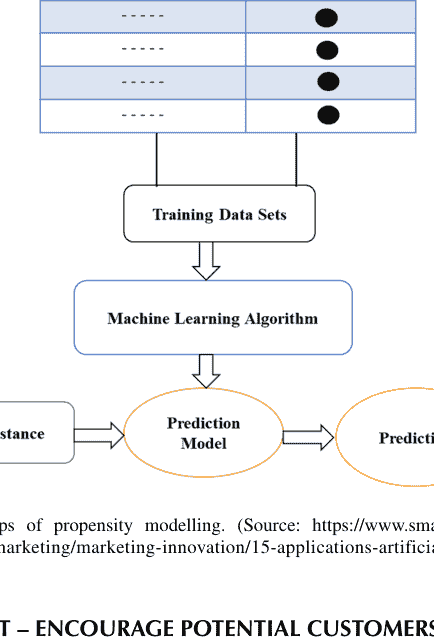 -----
-----
-----
-----
Training Data Sets
Machine Learning Algorithm
stance
Prediction
Model
Predicti
ps of propensity modelling. (Source: https://www.sma
marketing/marketing-innovation/15-applications-artificia
T – ENCOURAGE POTENTIAL CUSTOMERS